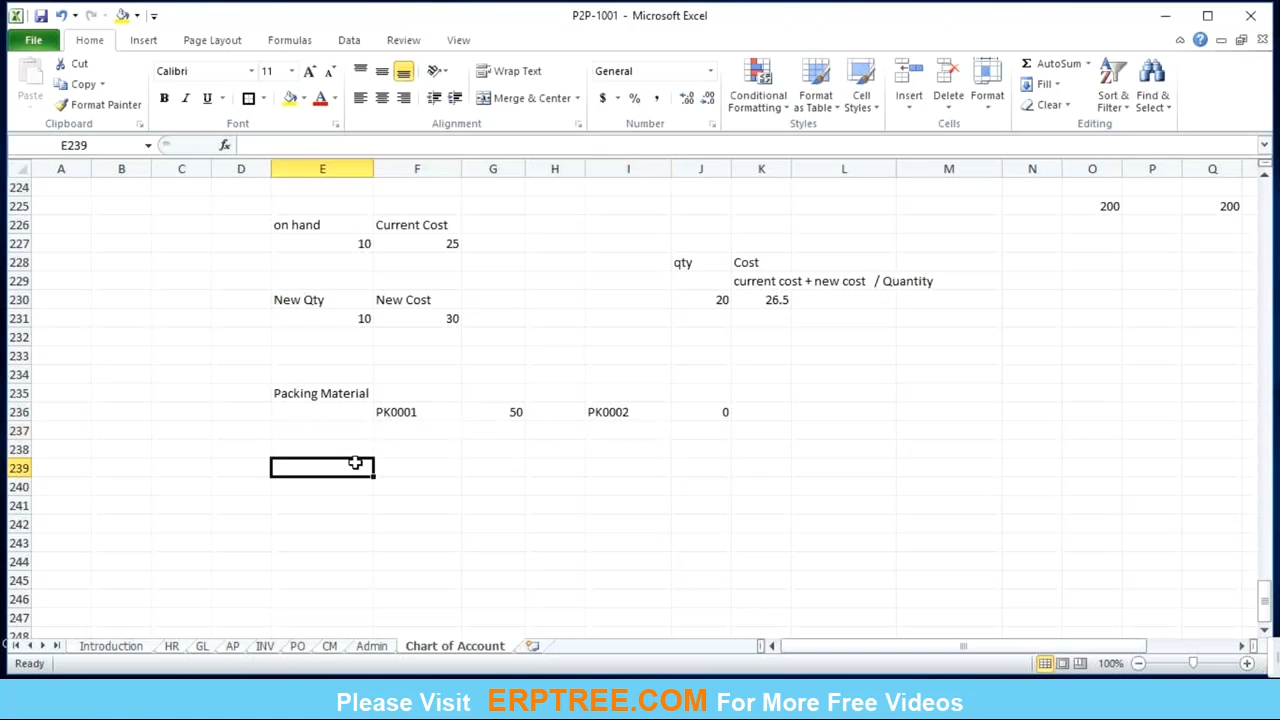 P2P-1001 - Microsoft Excel
File Home Insert Page Layout Formulas Data Review View
Paste
Cut
Copy
Format Painter
Clipboard
Calibri 11
B I U A
Font
Wrap Text
Merge & Center
Alignment
General
$ % ,
Number
Conditional Formatting
Format as Table
Cell Styles
Styles
Insert
Delete
Format
Cells
AutoSum
Fill
Clear
Sort & Filter
Find & Select
Editing
E239 fx
A B C D E F G H I J K L M N O P Q
224
225 200 200
226 on hand Current Cost
227 10 25
228 qty Cost
229 current cost + new cost / Quantity
230 New Qty New Cost 20 26.5
231 10 30
232
233
234
235 Packing Material
236 PK0001 50 PK0002 0
237
238
239
240
241
242
243
244
245
246
247
248
Introduction HR GL AP INV PO CM Admin Chart of Account
Ready 100%
Please Visit ERPTREE.COM For More Free Videos